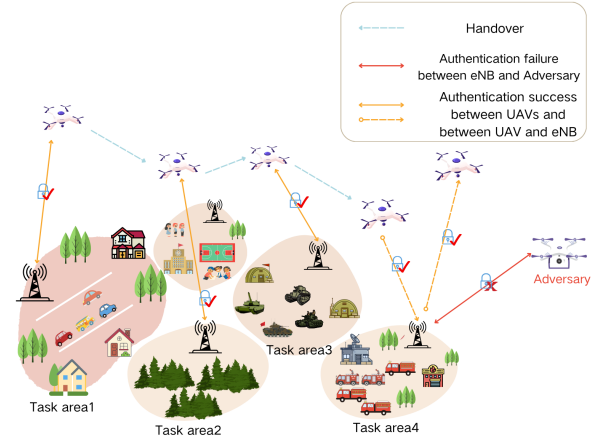 Handover
Authentication failure
between eNB and Adversary
Authentication success
between UAVs and
between UAV and eNB
Adversary
Task area3
Task area1
Task area2
Task area4